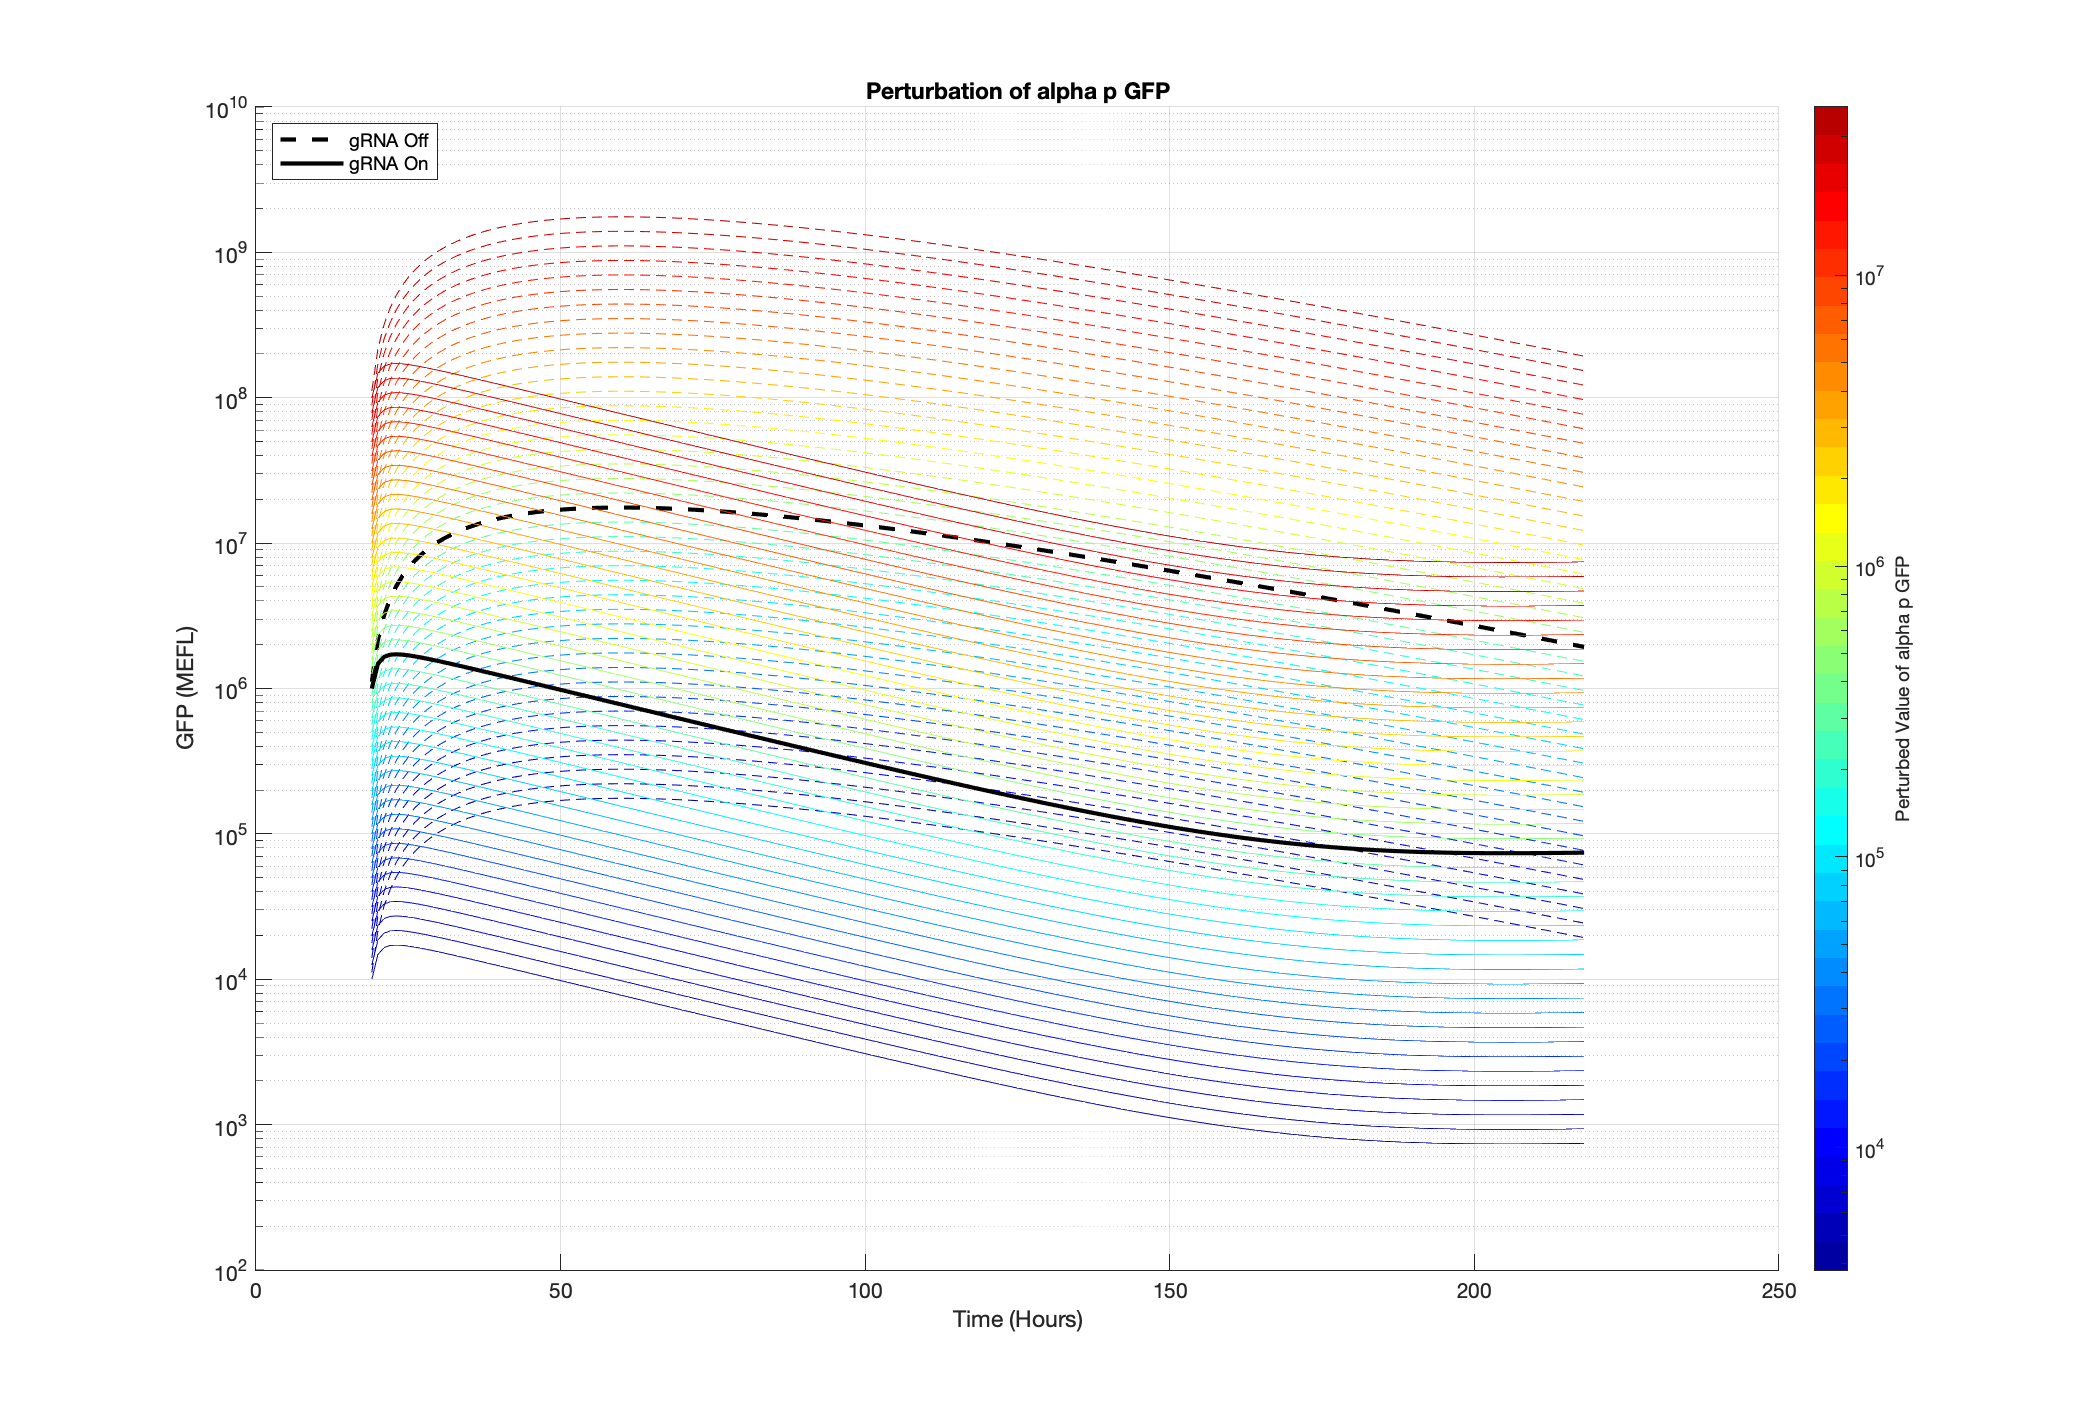 Perturbation of alpha p GFP
gRNA Off
gRNA On
10^10
10^9
10^8
10^7
10^6
10^5
10^4
10^3
10^2
GFP (MEFL)
0 50 100 150 200 250
Time (Hours)
10^7
10^6
10^5
10^4
Perturbed Value of alpha p GFP